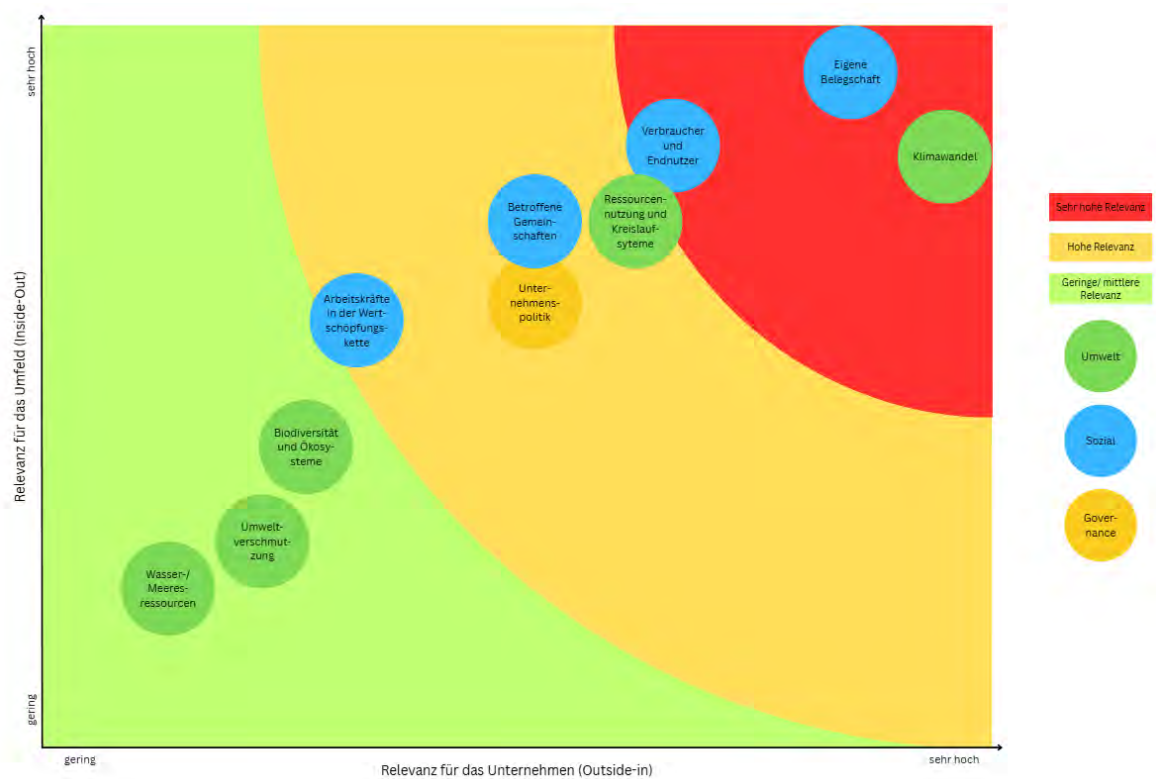 sehr hoch
Relevanz für das Umfeld (Inside-Out)
gering
Eigene
Belegschaft
Verbraucher
und
Endnutzer
Klimawandel
Betroffene
Gemein-
schaften
Ressourcen-
nutzung und
Kreislauf-
syteme
Unter-
nehmens-
politik
Arbeitskräfte
in der Wert-
schöpfungs-
kette
Biodiversität
und Ökosy-
steme
Umwelt-
verschmut-
zung
Wasser-/
Meeres-
ressourcen
gering
Relevanz für das Unternehmen (Outside-in)
sehr hoch
Sehr hohe Relevanz
Hohe Relevanz
Geringe/ mittlere
Relevanz
Umwelt
Sozial
Gover-
nance